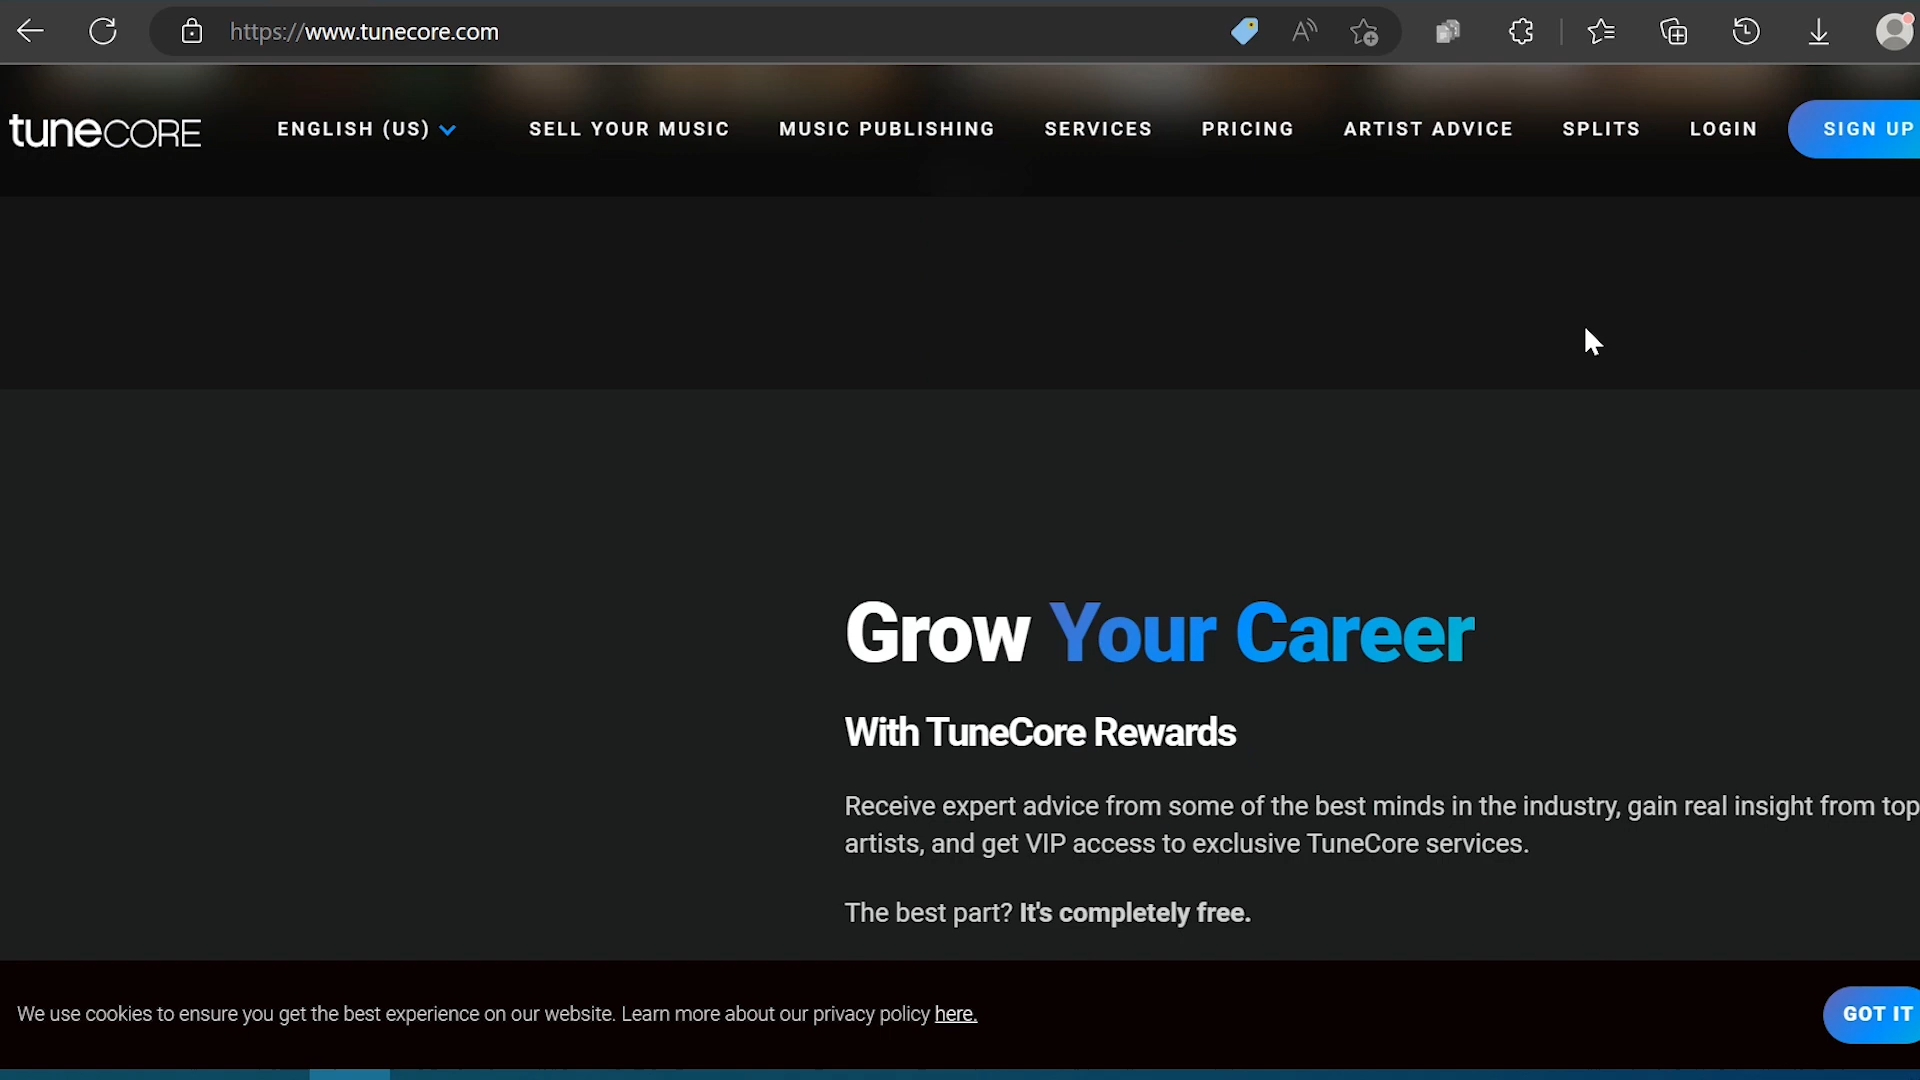 https://www.tunecore.com
tunecore ENGLISH (US) SELL YOUR MUSIC MUSIC PUBLISHING SERVICES PRICING ARTIST ADVICE SPLITS LOGIN SIGN UP
Grow Your Career
With TuneCore Rewards
Receive expert advice from some of the best minds in the industry, gain real insight from top
artists, and get VIP access to exclusive TuneCore services.
The best part? It's completely free.
We use cookies to ensure you get the best experience on our website. Learn more about our privacy policy here. GOT IT